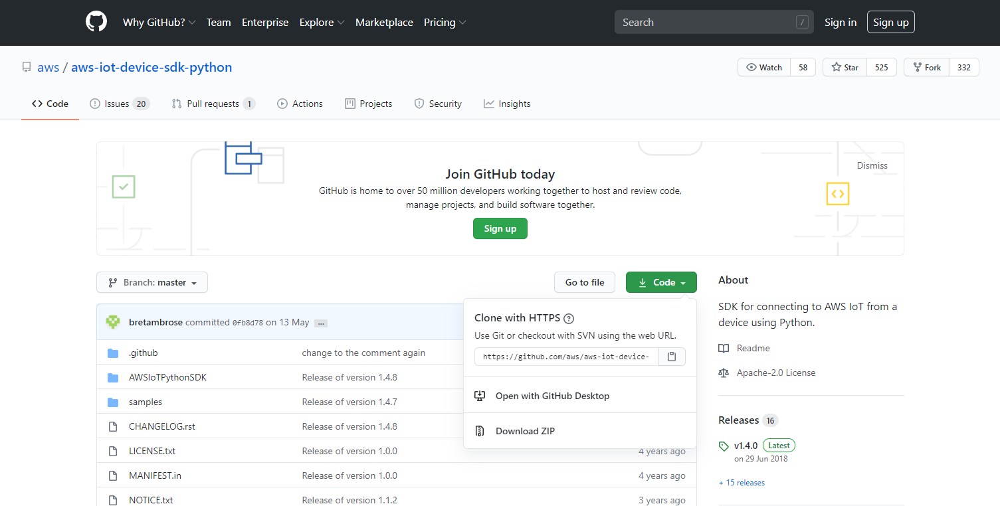 Why GitHub? Team Enterprise Explore Marketplace Pricing Search / Sign in Sign up
aws / aws-iot-device-sdk-python
Watch 58 Star 525 Fork 332
Code Issues 20 Pull requests 1 Actions Projects Security Insights
Dismiss
Join GitHub today
GitHub is home to over 50 million developers working together to host and review code,
manage projects, and build software together.
Sign up
Branch: master Go to file Code
bretambrose committed 0fb8d78 on 13 May ...
.github change to the comment again
AWSIoTPythonSDK Release of version 1.4.8
samples Release of version 1.4.7
CHANGELOG.rst Release of version 1.4.8
LICENSE.txt Release of version 1.0.0 4 years ago
MANIFEST.in Release of version 1.0.0 4 years ago
NOTICE.txt Release of version 1.1.2 3 years ago
Clone with HTTPS ?
Use Git or checkout with SVN using the web URL.
https://github.com/aws/aws-iot-device-
Open with GitHub Desktop
Download ZIP
About
SDK for connecting to AWS IoT from a
device using Python.
Readme
Apache-2.0 License
Releases 16
v1.4.0 Latest
on 29 Jun 2018
+ 15 releases